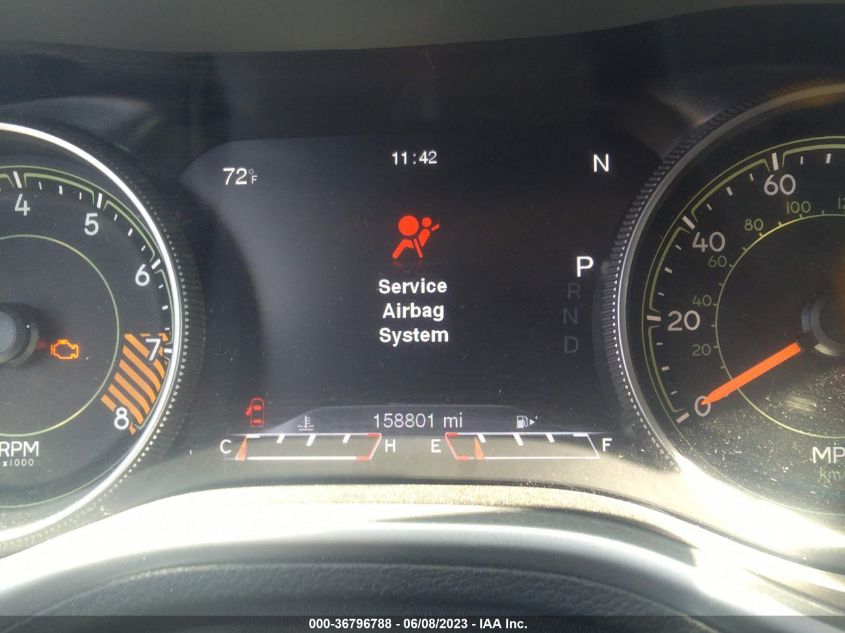 72°F
11:42
N
Service
Airbag
System
P
R
N
D
4
5
6
7
8
RPM
x1000
60
40
20
0
100
80
60
40
20
158801 mi
C
H
E
F
000-36796788 - 06/08/2023 - IAA Inc.